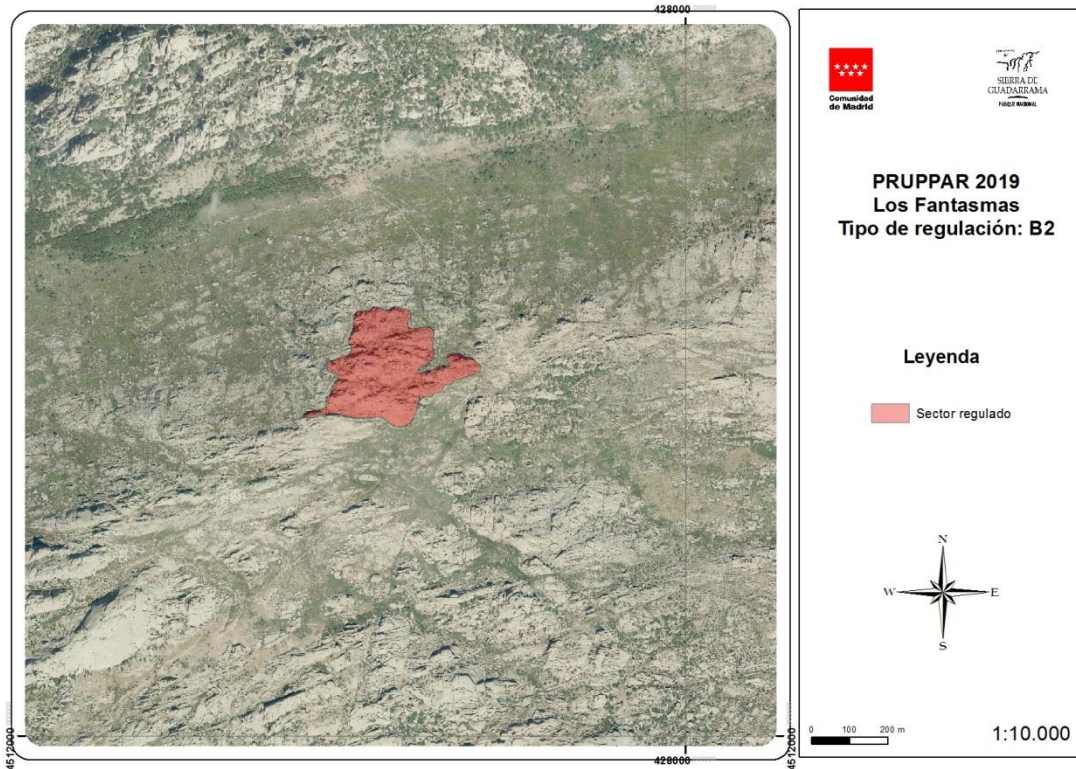 428000
4512000
4512000
428000
Comunidad
de Madrid
SIERRA DE
GUADARRAMA
PARQUE NACIONAL
PRUPPAR 2019
Los Fantasmas
Tipo de regulación: B2
Leyenda
Sector regulado
N
W E
S
0 100 200 m
1:10.000